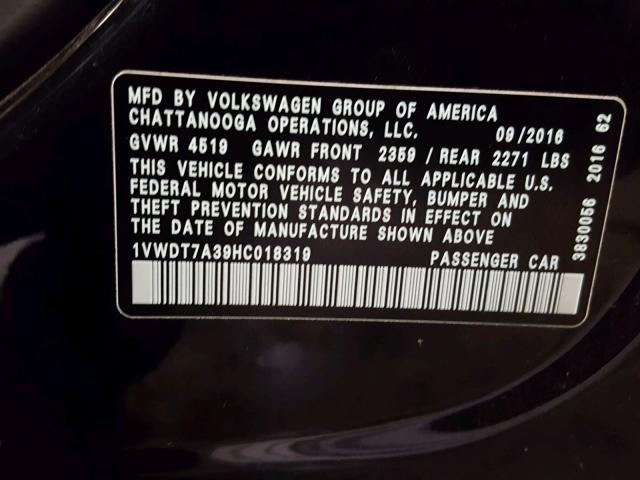 MFD BY VOLKSWAGEN GROUP OF AMERICA
CHATTANOOGA OPERATIONS, LLC. 09/2016
GVWR 4519 GAWR FRONT 2359 / REAR 2271 LBS
THIS VEHICLE CONFORMS TO ALL APPLICABLE U.S.
FEDERAL MOTOR VEHICLE SAFETY, BUMPER AND
THEFT PREVENTION STANDARDS IN EFFECT ON
THE DATE OF MANUFACTURE SHOWN ABOVE
1VWDT7A39HC018319 PASSENGER CAR
3830056 2016 62